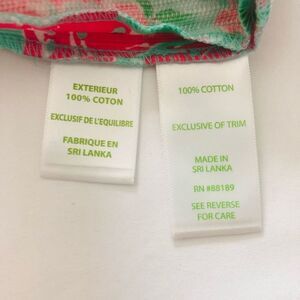 EXTERIEUR
100% COTON
EXCLUSIF DE L'EQUILIBRE
FABRIQUE EN
SRI LANKA
100% COTTON
EXCLUSIVE OF TRIM
MADE IN
SRI LANKA
RN #88189
SEE REVERSE
FOR CARE